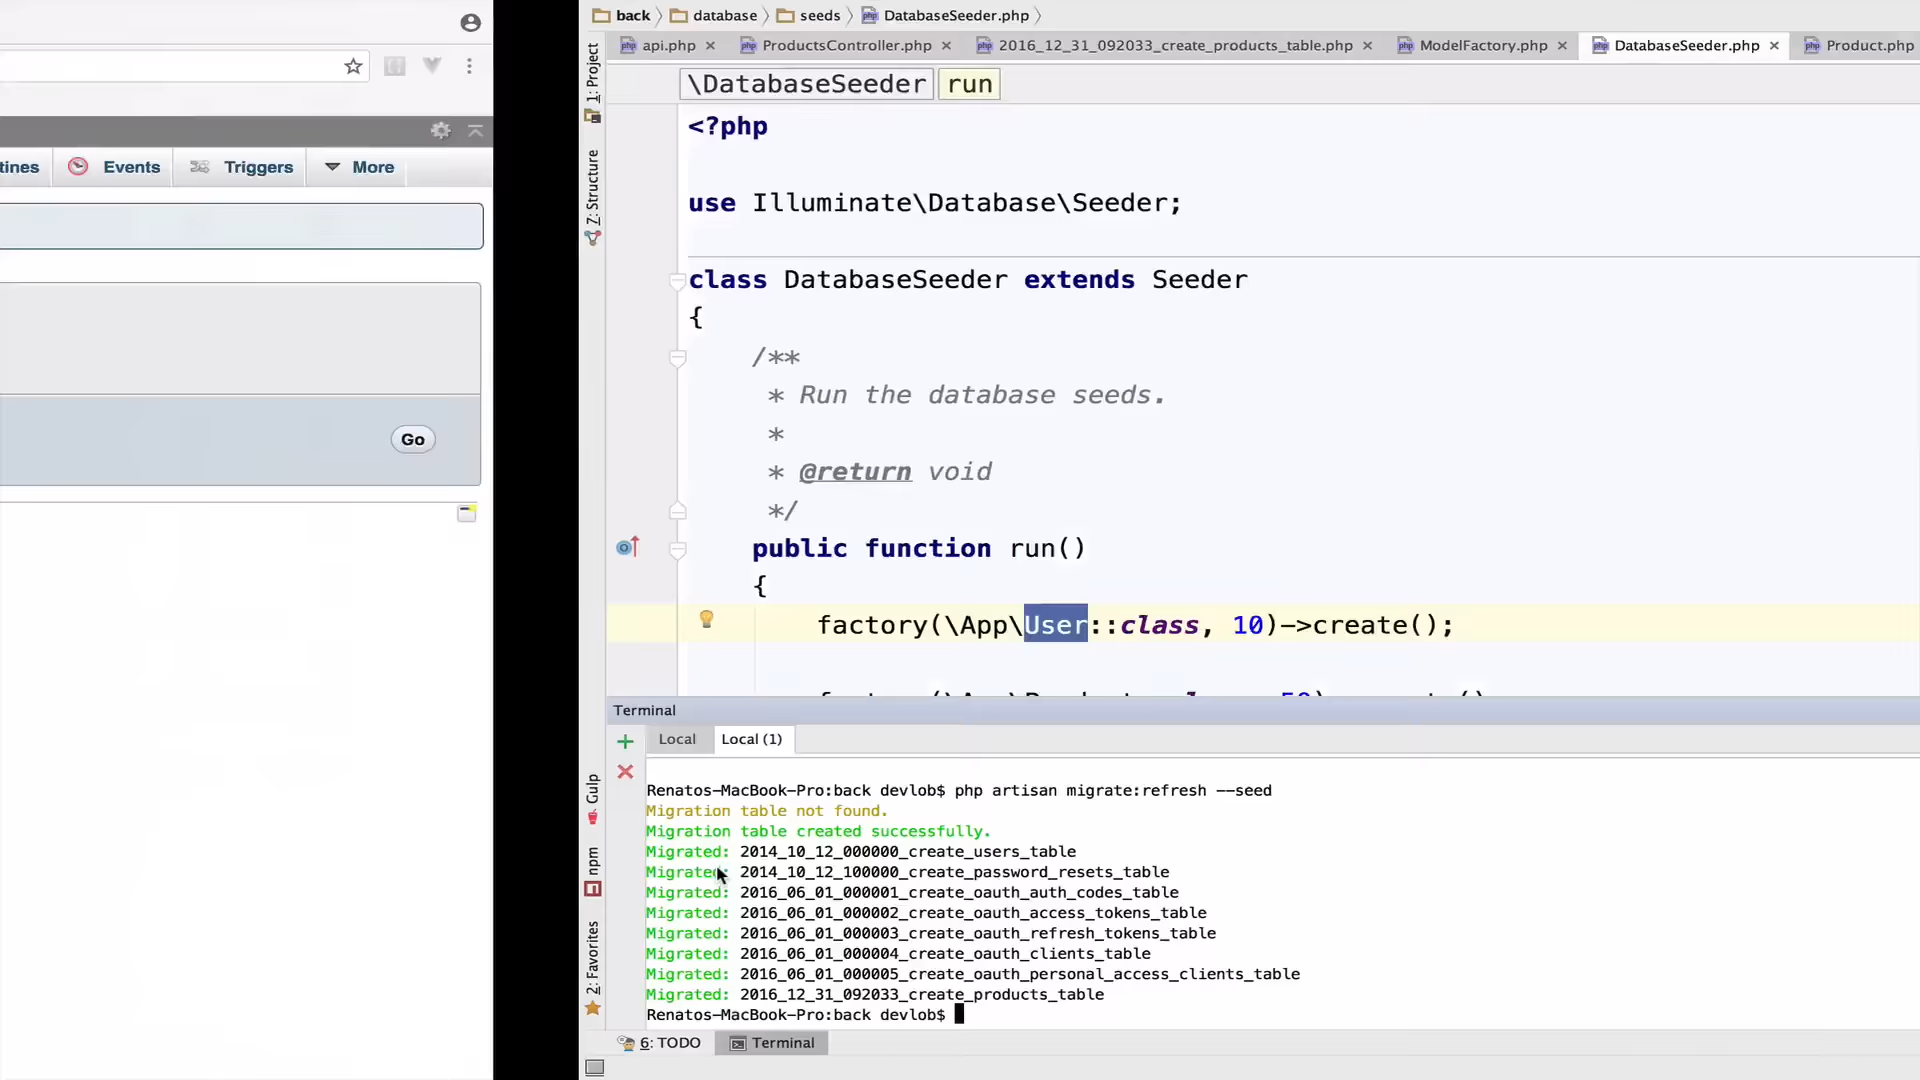 tines
Events
Triggers
More
Go
back
database
seeds
DatabaseSeeder.php
api.php
ProductsController.php
2016_12_31_092033_create_products_table.php
ModelFactory.php
DatabaseSeeder.php
Product.php
1: Project
7: Structure
Gulp
npm
2: Favorites
\DatabaseSeeder run
<?php
use Illuminate\Database\Seeder;
class DatabaseSeeder extends Seeder
{
/**
* Run the database seeds.
*
* @return void
*/
public function run()
{
factory(\App\User::class, 10)->create();
Terminal
Local
Local (1)
Renatos-MacBook-Pro:back devlob$ php artisan migrate:refresh --seed
Migration table not found.
Migration table created successfully.
Migrated: 2014_10_12_000000_create_users_table
Migrated: 2014_10_12_100000_create_password_resets_table
Migrated: 2016_06_01_000001_create_oauth_auth_codes_table
Migrated: 2016_06_01_000002_create_oauth_access_tokens_table
Migrated: 2016_06_01_000003_create_oauth_refresh_tokens_table
Migrated: 2016_06_01_000004_create_oauth_clients_table
Migrated: 2016_06_01_000005_create_oauth_personal_access_clients_table
Migrated: 2016_12_31_092033_create_products_table
Renatos-MacBook-Pro:back devlob$
6: TODO
Terminal